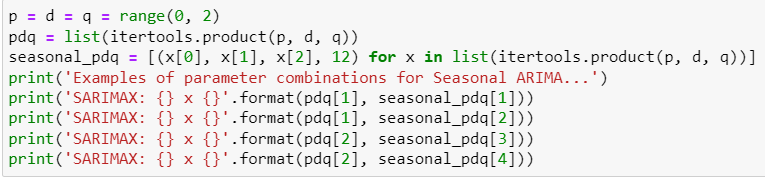 p = d = q = range(0, 2)
pdq = list(itertools.product(p, d, q))
seasonal_pdq = [(x[0], x[1], x[2], 12) for x in list(itertools.product(p, d, q))]
print('Examples of parameter combinations for Seasonal ARIMA...')
print('SARIMAX: {} x {}'.format(pdq[1], seasonal_pdq[1]))
print('SARIMAX: {} x {}'.format(pdq[1], seasonal_pdq[2]))
print('SARIMAX: {} x {}'.format(pdq[2], seasonal_pdq[3]))
print('SARIMAX: {} x {}'.format(pdq[2], seasonal_pdq[4]))